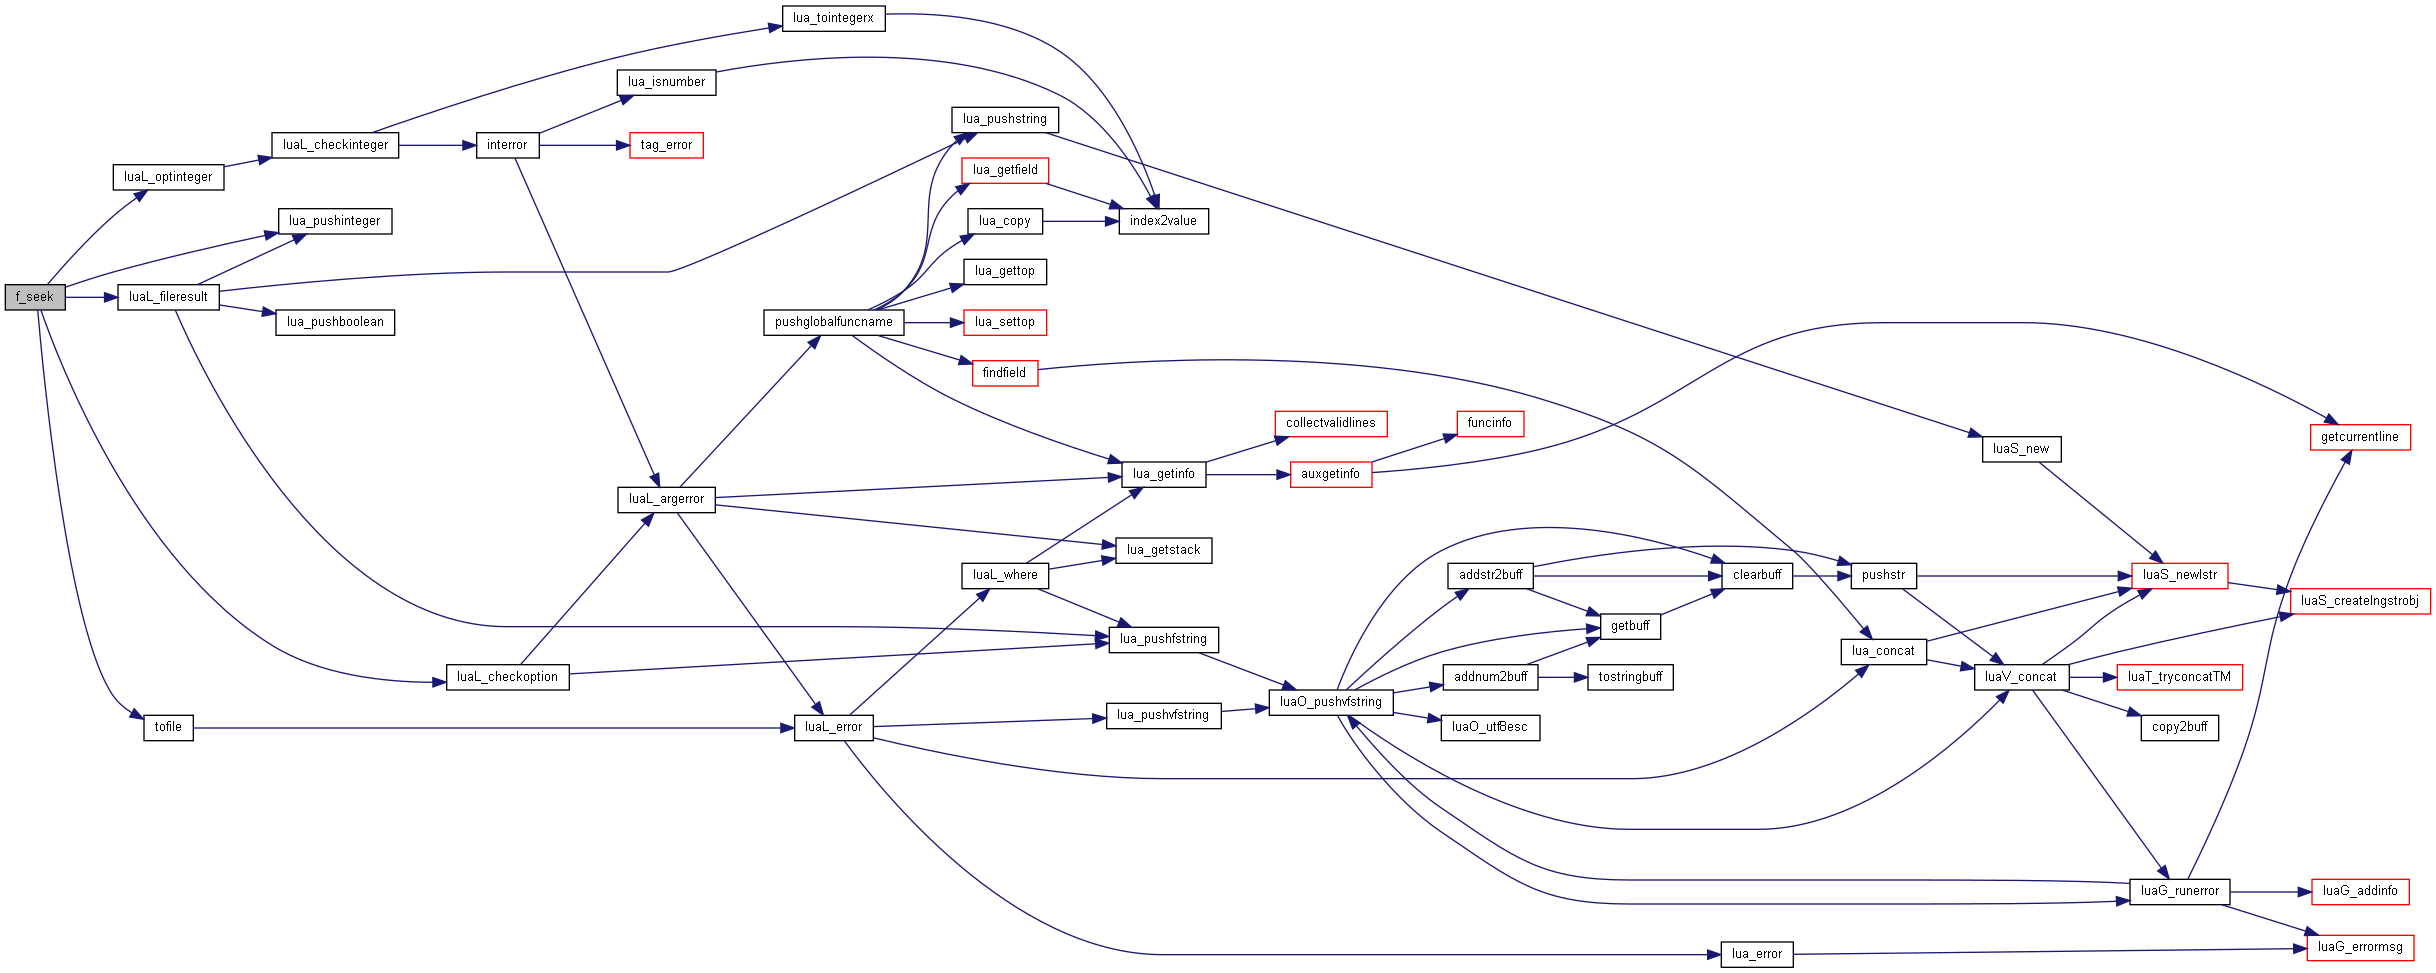 lua_tointegerx
lua_isnumber
lua_pushstring
luaL_checkinteger
interror
tag_error
lua_getfield
luaL_optinteger
lua_pushinteger
lua_copy
index2value
lua_gettop
f_seek
luaL_fileresult
lua_pushboolean
pushglobalfuncname
lua_settop
findfield
collectvalidlines
funcinfo
getcurrentline
luaS_new
lua_getinfo
auxgetinfo
luaL_argerror
lua_getstack
luaL_where
addstr2buff
clearbuff
pushstr
luaS_newlstr
luaS_createlngstrobj
getbuff
lua_pushfstring
lua_concat
luaL_checkoption
addnum2buff
tostringbuff
luaV_concat
luaT_tryconcatTM
luaO_pushvfstring
lua_pushvfstring
tofile
luaL_error
luaO_utf8esc
copy2buff
luaG_runerror
luaG_addinfo
lua_error
luaG_errormsg